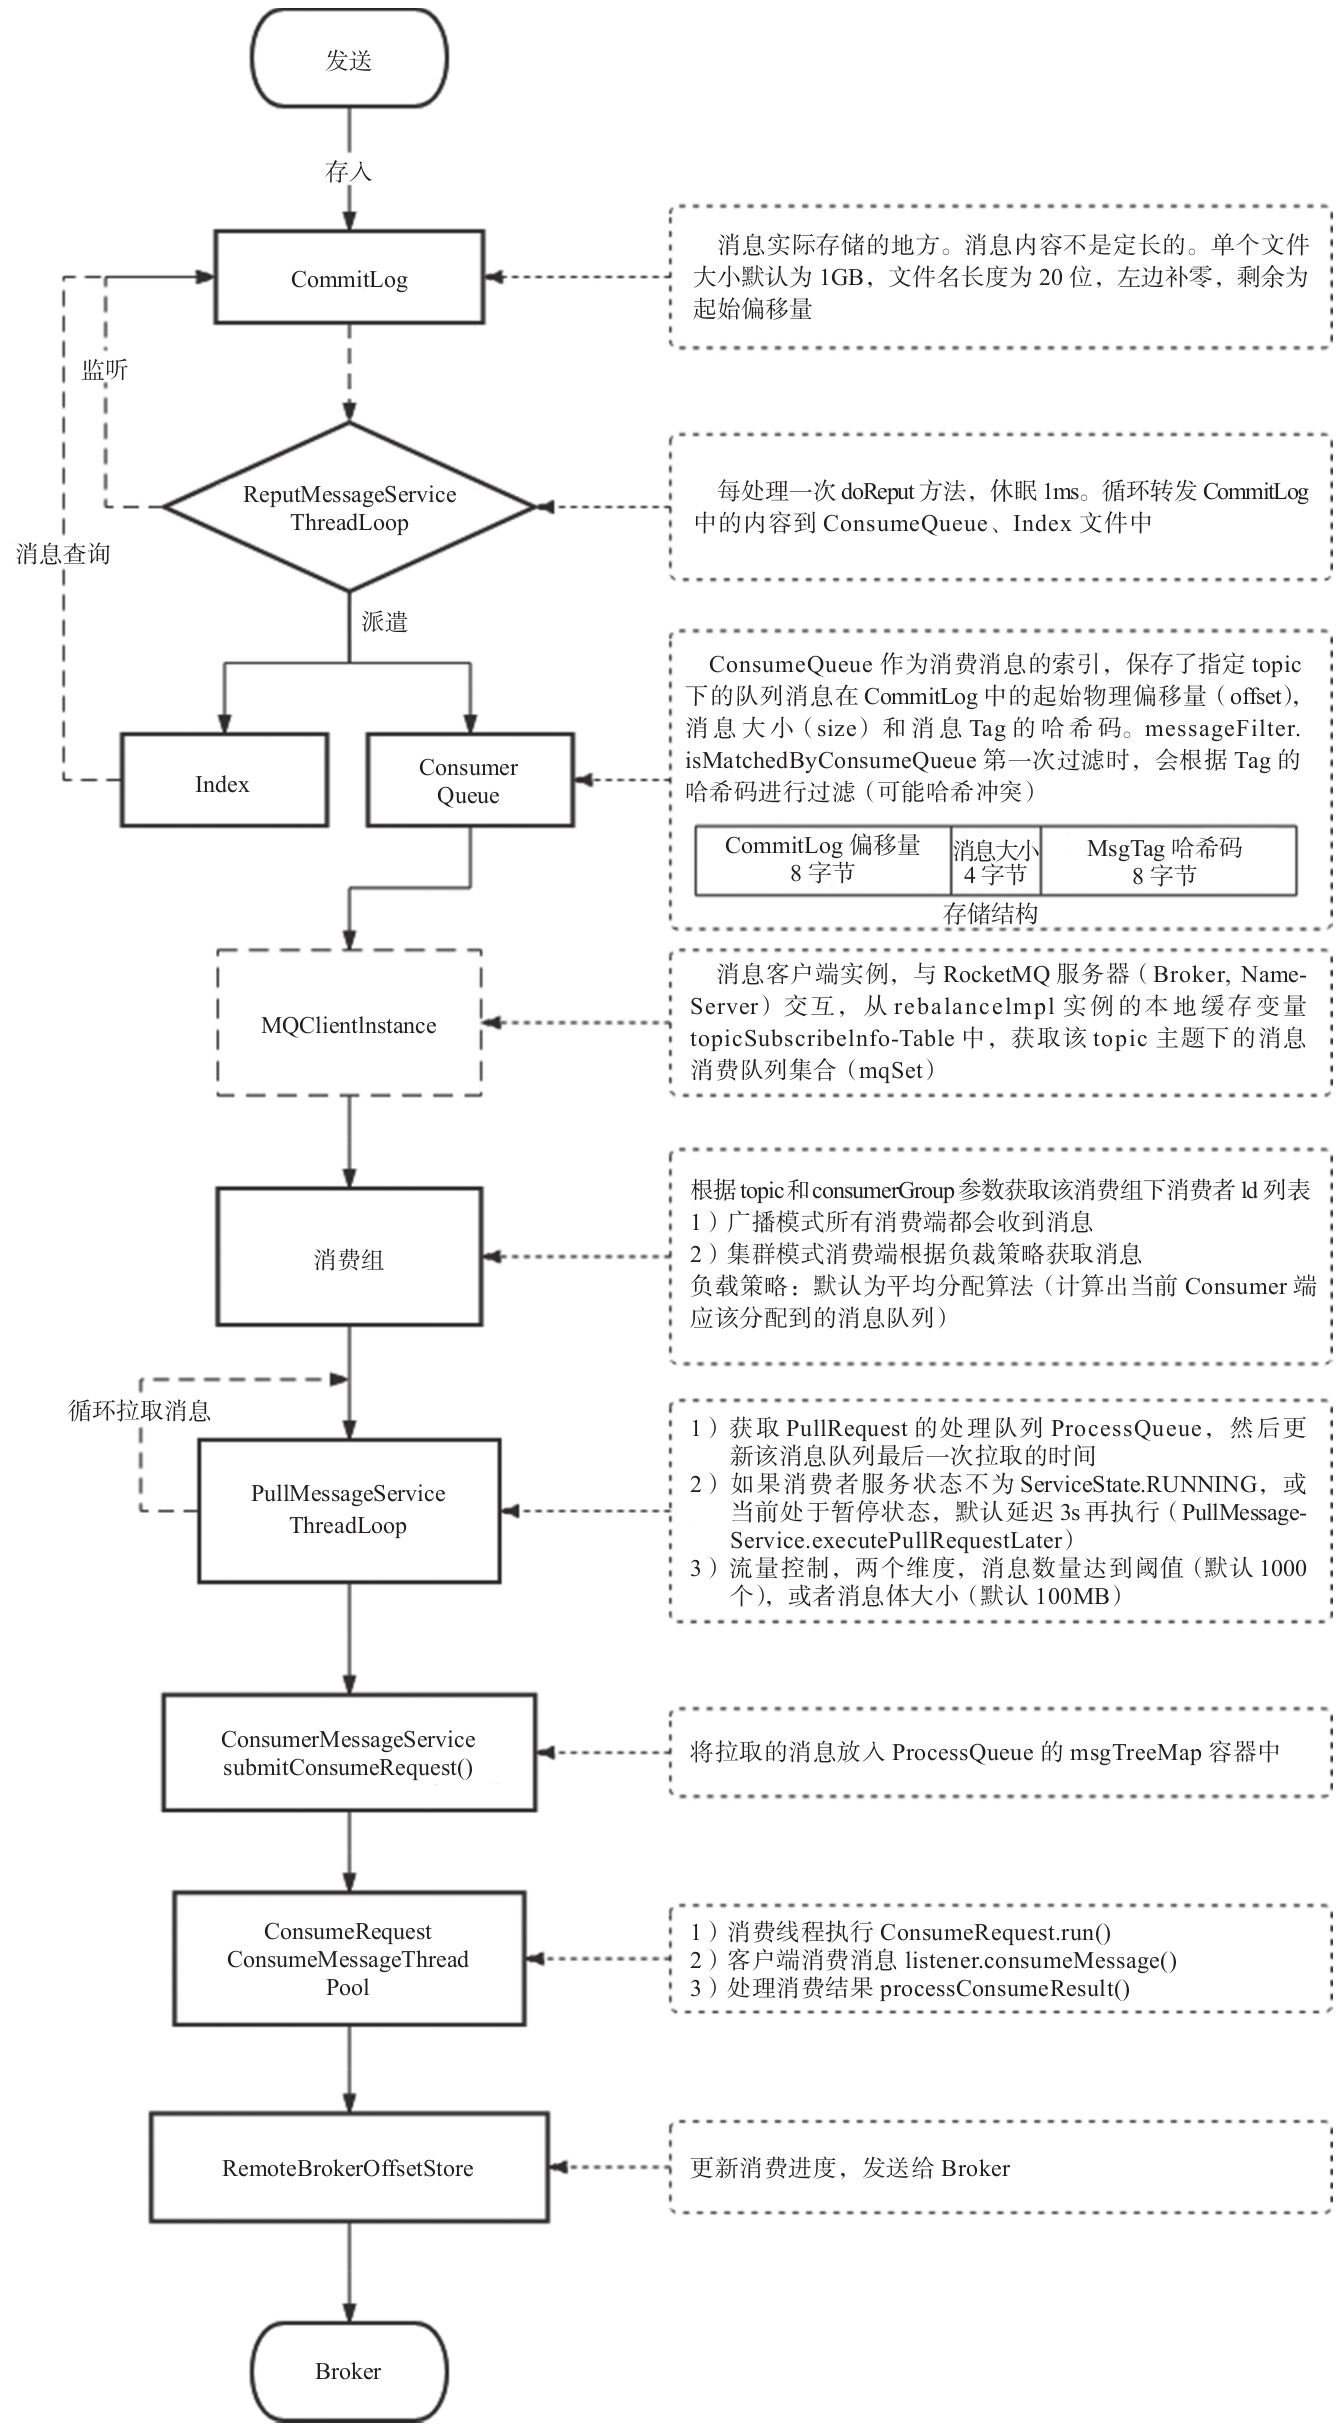 发送
存入
CommitLog
消息实际存储的地方。消息内容不是定长的。单个文件
大小默认为 1GB，文件名长度为 20 位，左边补零，剩余为
起始偏移量
监听
ReputMessageService
ThreadLoop
每处理一次 doReput 方法，休眠 1ms。循环转发 CommitLog
中的内容到 ConsumeQueue、Index 文件中
消息查询
派遣
Index
Consumer
Queue
ConsumeQueue 作为消费消息的索引，保存了指定 topic
下的队列消息在 CommitLog 中的起始物理偏移量（offset），
消息大小（size）和消息 Tag 的哈希码。messageFilter.
isMatchedByConsumeQueue 第一次过滤时，会根据 Tag 的
哈希码进行过滤（可能哈希冲突）
CommitLog 偏移量
8 字节
消息大小
4 字节
MsgTag 哈希码
8 字节
存储结构
MQClientlnstance
消息客户端实例，与 RocketMQ 服务器（Broker, Name-
Server）交互，从 rebalancelmpl 实例的本地缓存变量
topicSubscribelnfo-Table 中，获取该 topic 主题下的消息
消费队列集合（mqSet）
消费组
根据 topic 和 consumerGroup 参数获取该消费组下消费者 ld 列表
1）广播模式所有消费端都会收到消息
2）集群模式消费端根据负裁策略获取消息
负载策略：默认为平均分配算法（计算出当前 Consumer 端
应该分配到的消息队列）
循环拉取消息
PullMessageService
ThreadLoop
1）获取 PullRequest 的处理队列 ProcessQueue，然后更
新该消息队列最后一次拉取的时间
2）如果消费者服务状态不为 ServiceState.RUNNING，或
当前处于暂停状态，默认延迟 3s 再执行（PullMessage-
Service.executePullRequestLater）
3）流量控制，两个维度，消息数量达到阈值（默认 1000
个），或者消息体大小（默认 100MB）
ConsumerMessageService
submitConsumeRequest()
将拉取的消息放入 ProcessQueue 的 msgTreeMap 容器中
ConsumeRequest
ConsumeMessageThread
Pool
1）消费线程执行 ConsumeRequest.run()
2）客户端消费消息 listener.consumeMessage()
3）处理消费结果 processConsumeResult()
RemoteBrokerOffsetStore
更新消费进度，发送给 Broker
Broker